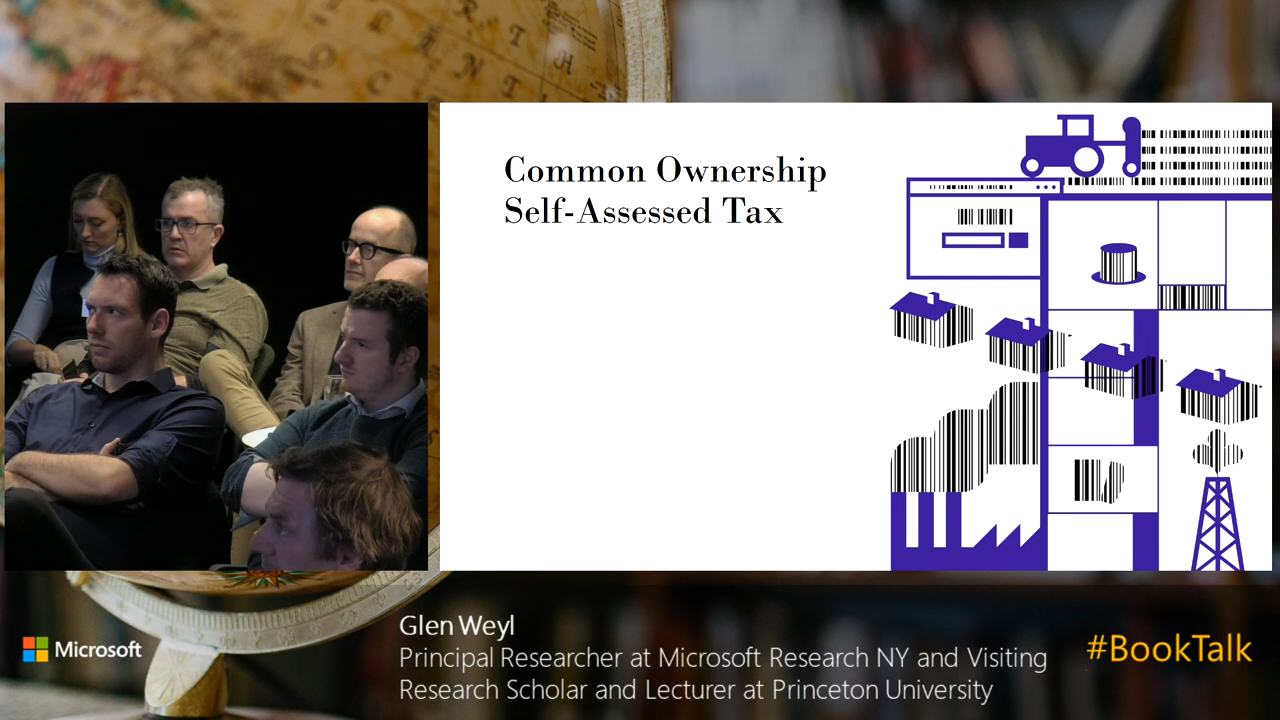 Common Ownership
Self-Assessed Tax
Microsoft
Glen Weyl
Principal Researcher at Microsoft Research NY and Visiting
Research Scholar and Lecturer at Princeton University
#BookTalk